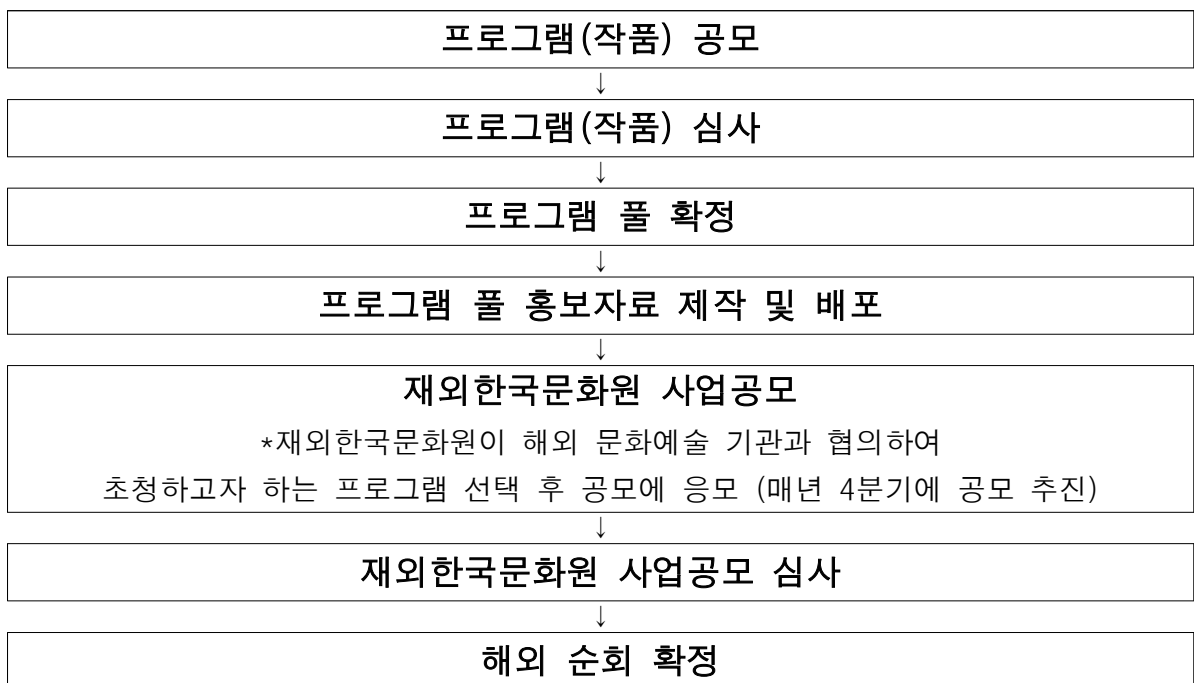 프로그램(작품) 공모
↓
프로그램(작품) 심사
↓
프로그램 풀 확정
↓
프로그램 풀 홍보자료 제작 및 배포
↓
재외한국문화원 사업공모
*재외한국문화원이 해외 문화예술 기관과 협의하여
초청하고자 하는 프로그램 선택 후 공모에 응모 (매년 4분기에 공모 추진)
↓
재외한국문화원 사업공모 심사
↓
해외 순회 확정